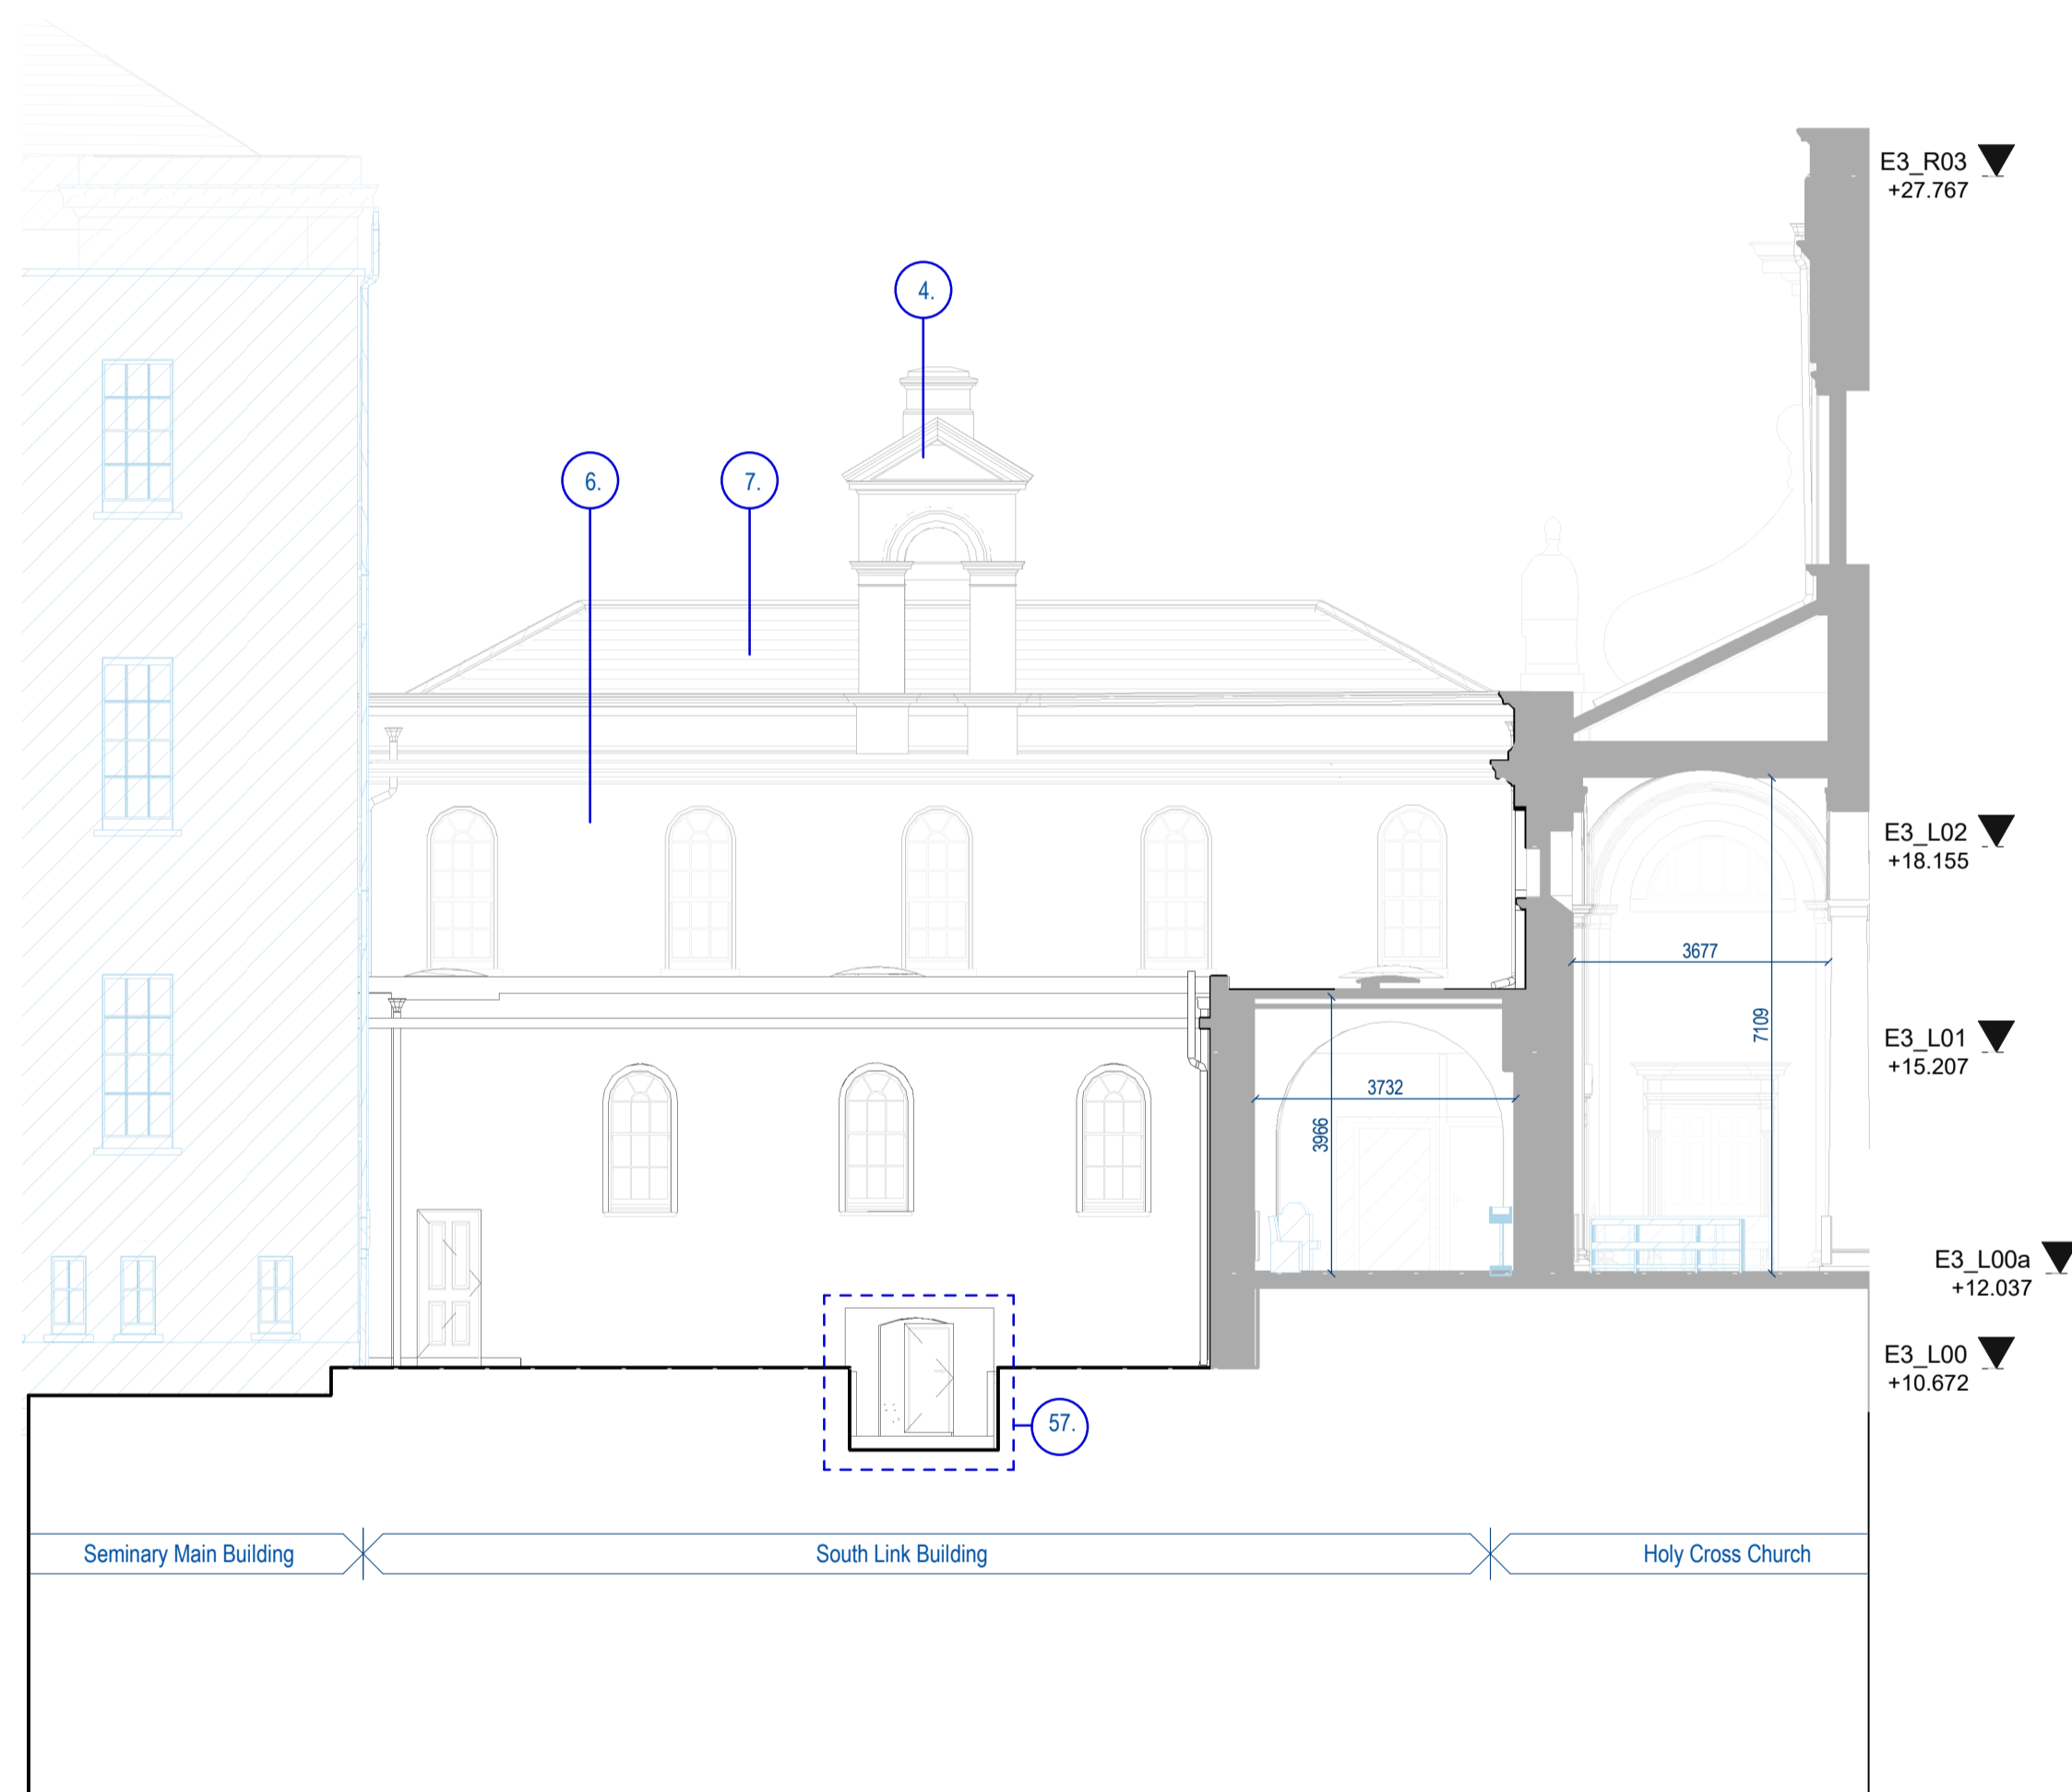 E3_R03
+27.767
4.
6.
7.
E3_L02
+18.155
3677
7109
E3_L01
+15.207
3732
3966
E3_L00a
+12.037
E3_L00
+10.672
57.
Seminary Main Building
South Link Building
Holy Cross Church